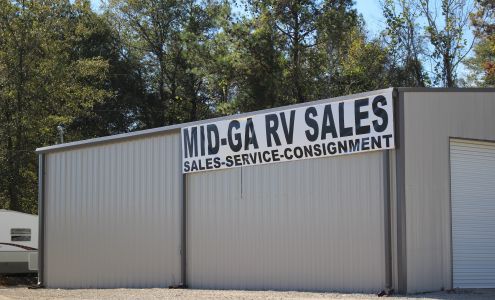 MID-GA RV SALES
SALES-SERVICE-CONSIGNMENT